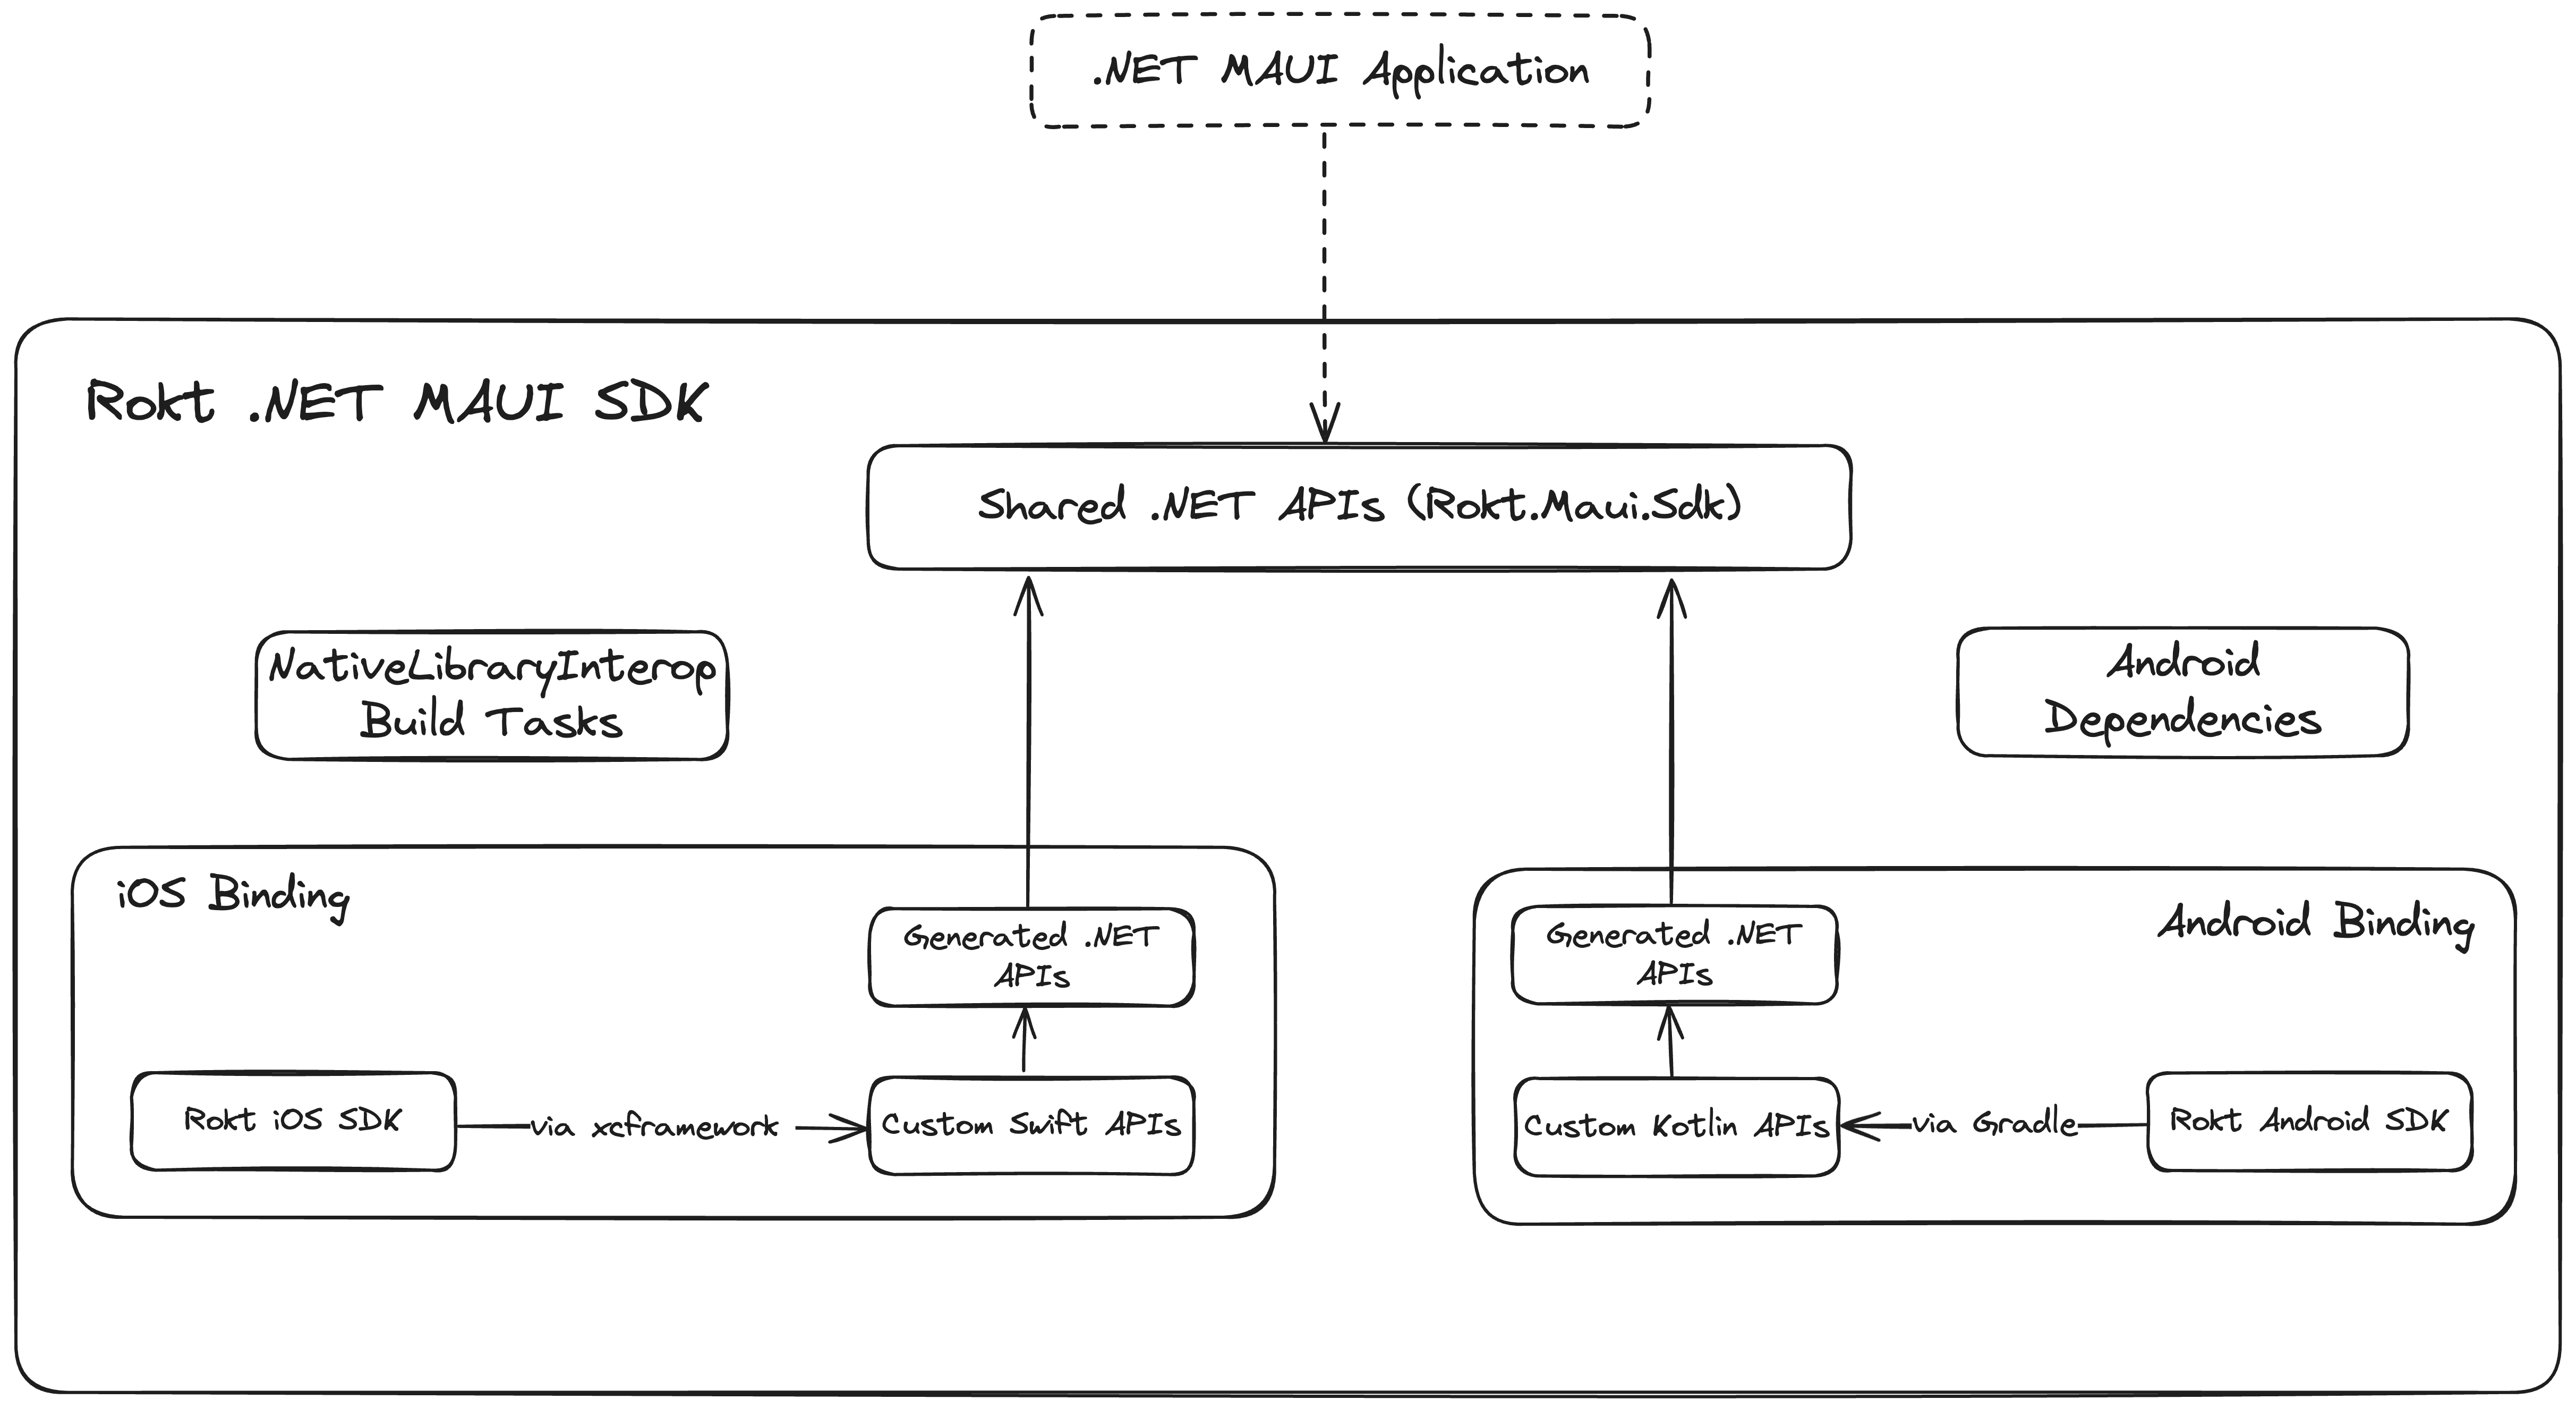 .NET MAUI Application
Rokt .NET MAUI SDK
Shared .NET APIs (Rokt.Maui.Sdk)
NativeLibraryInterop
Build Tasks
Android
Dependencies
iOS Binding
Generated .NET
APIs
Rokt iOS SDK
via xcframework
Custom Swift APIs
Android Binding
Generated .NET
APIs
Custom Kotlin APIs
via Gradle
Rokt Android SDK